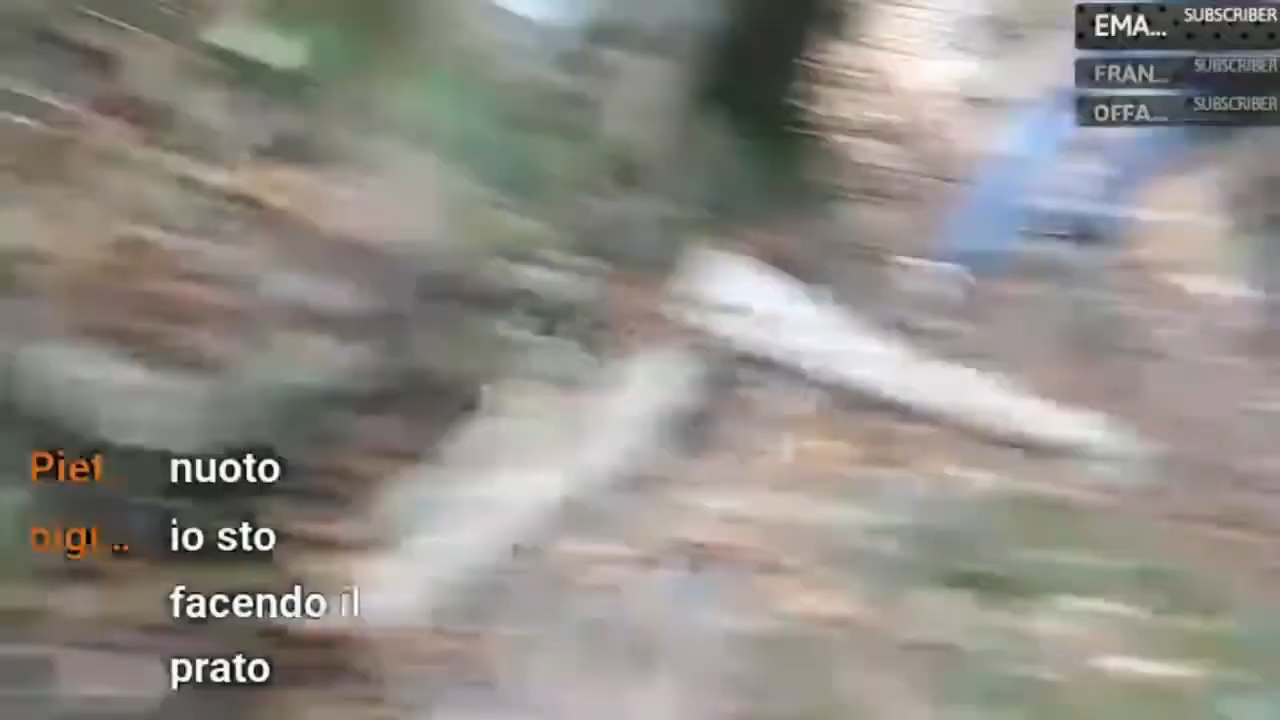 EMA... SUBSCRIBER
FRAN... SUBSCRIBER
OFFA... SUBSCRIBER
nuoto
io sto
facendo il
prato